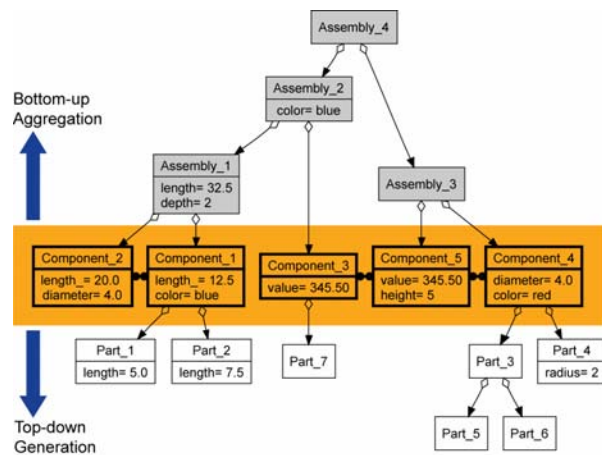 Assembly_4
Assembly_2
color= blue
Bottom-up
Aggregation
Assembly_1
length= 32.5
depth= 2
Assembly_3
Component_2
length_= 20.0
diameter= 4.0
Component_1
length_= 12.5
color= blue
Component_3
value= 345.50
Component_5
value= 345.50
height= 5
Component_4
diameter= 4.0
color= red
Part_1
length= 5.0
Part_2
length= 7.5
Part_7
Part_3
Part_4
radius= 2
Top-down
Generation
Part_5
Part_6